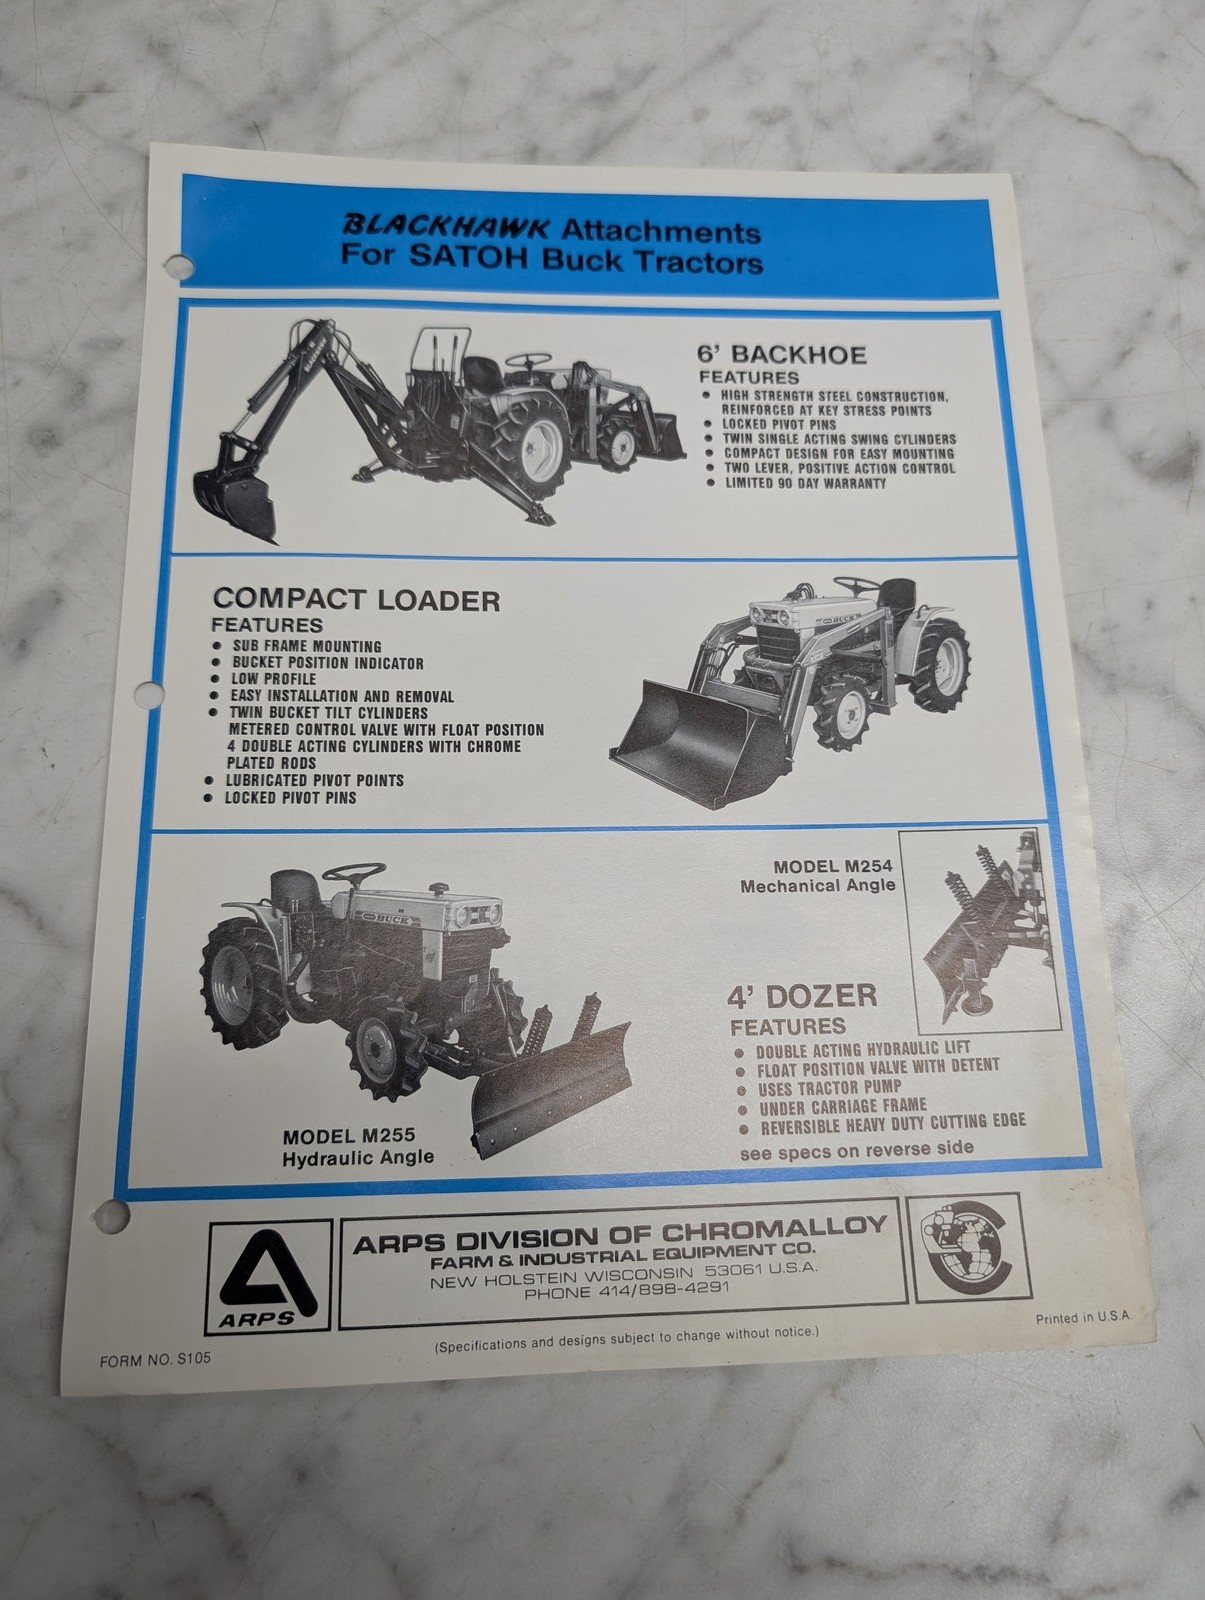 BLACKHAWK Attachments
For SATOH Buck Tractors
BLACKHAWK
6' BACKHOE
FEATURES
• HIGH STRENGTH STEEL CONSTRUCTION,
REINFORCED AT KEY STRESS POINTS
• LOCKED PIVOT PINS
• TWIN SINGLE ACTING SWING CYLINDERS
• COMPACT DESIGN FOR EASY MOUNTING
• TWO LEVER, POSITIVE ACTION CONTROL
• LIMITED 90 DAY WARRANTY
COMPACT LOADER
FEATURES
• SUB FRAME MOUNTING
• BUCKET POSITION INDICATOR
• LOW PROFILE
• EASY INSTALLATION AND REMOVAL
• TWIN BUCKET TILT CYLINDERS
METERED CONTROL VALVE WITH FLOAT POSITION
4 DOUBLE ACTING CYLINDERS WITH CHROME
PLATED RODS
• LUBRICATED PIVOT POINTS
• LOCKED PIVOT PINS
BUCK
MODEL M254
Mechanical Angle
BUCK
4' DOZER
FEATURES
• DOUBLE ACTING HYDRAULIC LIFT
• FLOAT POSITION VALVE WITH DETENT
• USES TRACTOR PUMP
• UNDER CARRIAGE FRAME
• REVERSIBLE HEAVY DUTY CUTTING EDGE
see specs on reverse side
MODEL M255
Hydraulic Angle
ARPS
ARPS DIVISION OF CHROMALLOY
FARM & INDUSTRIAL EQUIPMENT CO.
NEW HOLSTEIN WISCONSIN 53061 U.S.A.
PHONE 414/898-4291
(Specifications and designs subject to change without notice.)
Printed in U.S.A.
FORM NO. S105